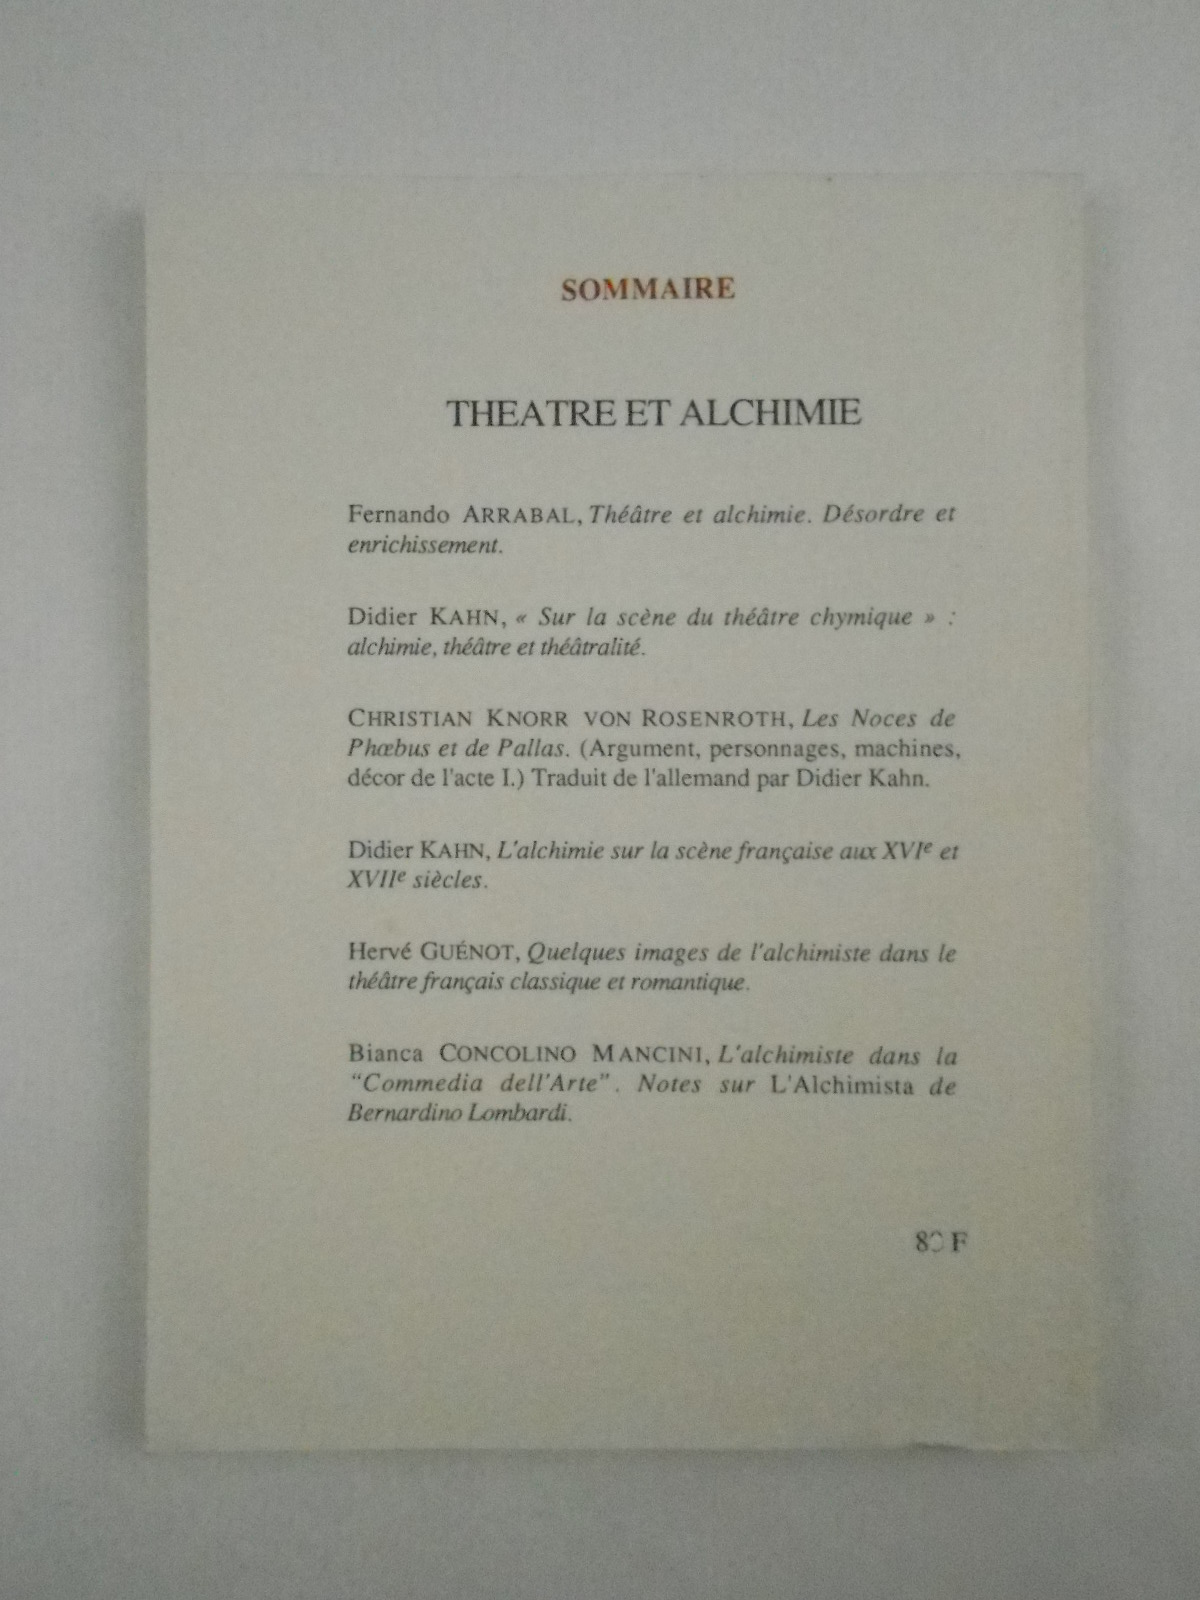 SOMMAIRE
THEATRE ET ALCHIMIE
Fernando ARRABAL, Théâtre et alchimie. Désordre et
enrichissement.
Didier KAHN, « Sur la scène du théâtre chymique » :
alchimie, théâtre et théâtralité.
CHRISTIAN KNORR VON ROSENROTH, Les Noces de
Phœbus et de Pallas. (Argument, personnages, machines,
décor de l'acte I.) Traduit de l'allemand par Didier Kahn.
Didier KAHN, L'alchimie sur la scène française aux XVIe et
XVIIe siècles.
Hervé GUÉNOT, Quelques images de l'alchimiste dans le
théâtre français classique et romantique.
Bianca CONCOLINO MANCINI, L'alchimiste dans la
"Commedia dell'Arte". Notes sur L'Alchimista de
Bernardino Lombardi.
80 F